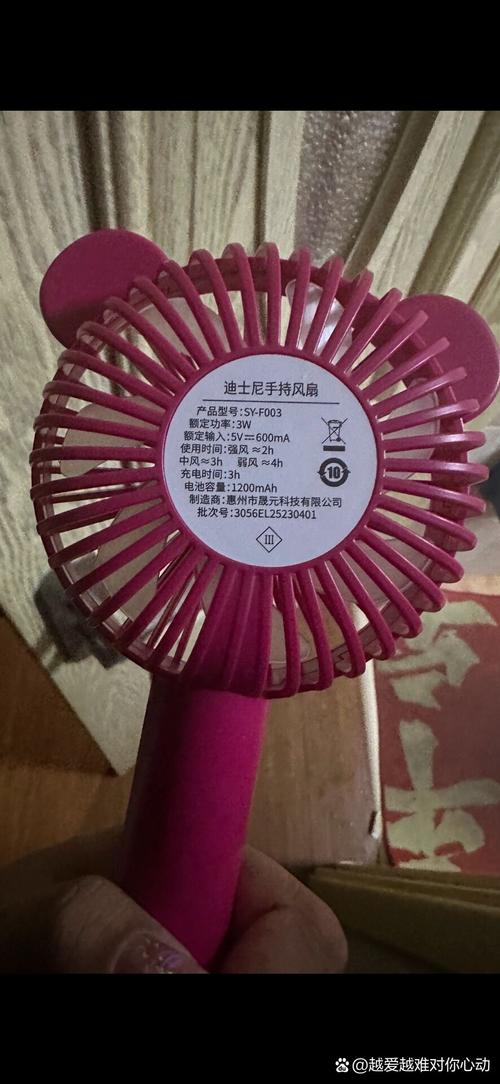 迪士尼手持风扇
产品型号:SY-F003
额定功率:3W
额定输入:5V⎓600mA
使用时间:强风≈2h
中风≈3h 弱风≈4h
充电时间:3h
电池容量:1200mAh
制造商:惠州市晟元科技有限公司
批次号:3056EL25230401
10
III
@越爱越难对你心动